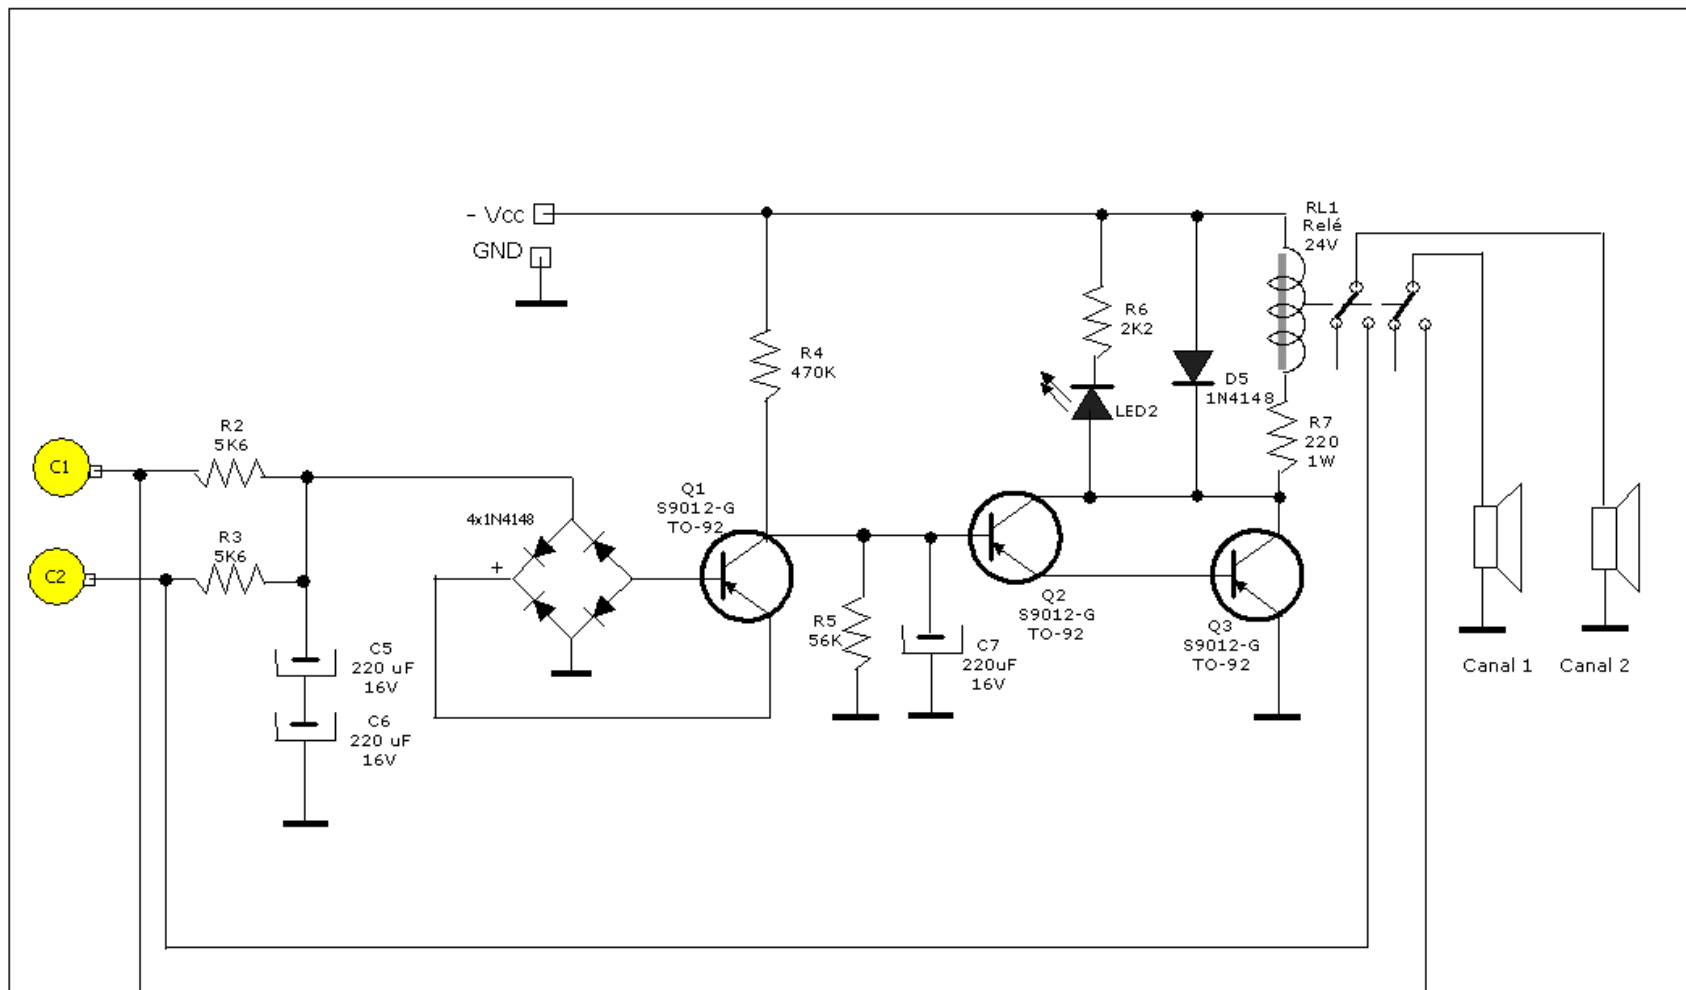 - Vcc
GND
RL1
Relé
24V
R6
2K2
R4
470K
D5
1N4148
LED2
R7
220
1W
R2
5K6
C1
Q1
S9012-G
TO-92
4x1N4148
R3
5K6
C2
+
Q2
S9012-G
TO-92
R5
56K
Q3
S9012-G
TO-92
C7
220uF
16V
C5
220 uF
16V
C6
220 uF
16V
Canal 1
Canal 2